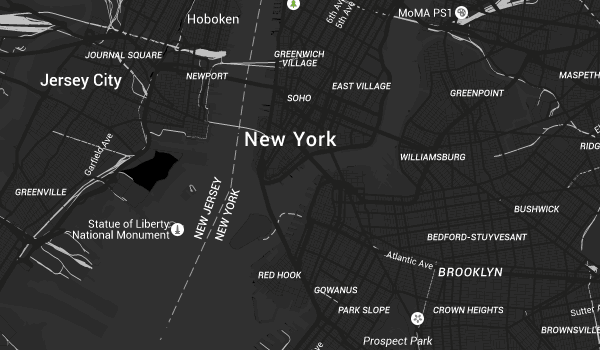 Hoboken
6th Ave
5th Ave
MoMA PS1
JOURNAL SQUARE
GREENWICH
VILLAGE
Jersey City
NEWPORT
MASPETH
EAST VILLAGE
GREENPOINT
SOHO
New York
Garfield Ave
WILLIAMSBURG
RIDG
GREENVILLE
NEW JERSEY
NEW YORK
BUSHWICK
Statue of Liberty
National Monument
BEDFORD-STUYVESANT
Atlantic Ave
BROOKLYN
RED HOOK
GOWANUS
PARK SLOPE
CROWN HEIGHTS
Sutter
BROWNSVILLE
Prospect Park